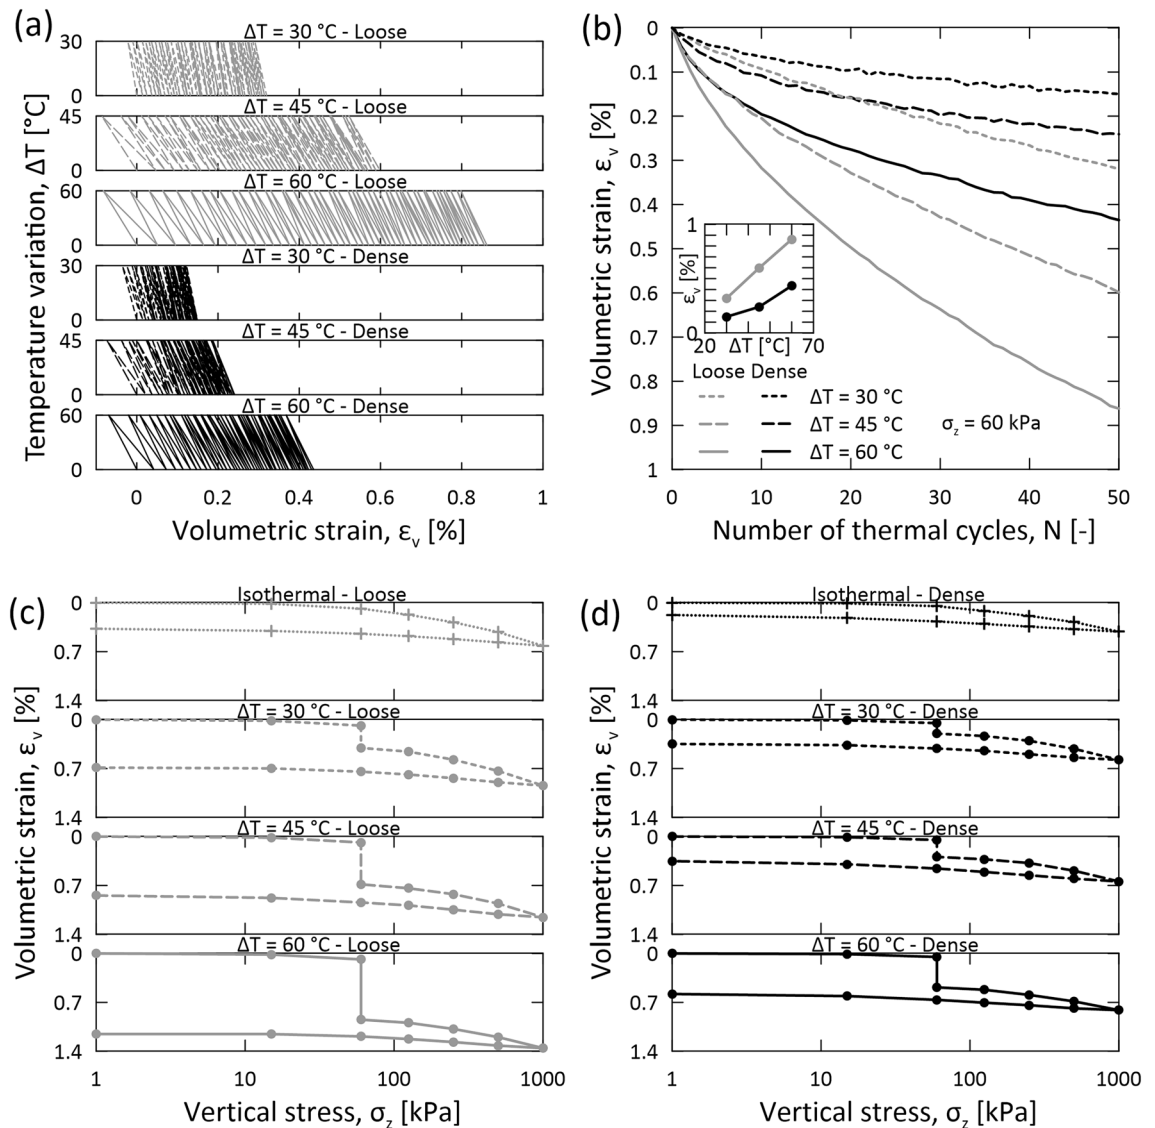 (a)
Temperature variation, ΔT [°C]
ΔT = 30 °C - Loose
30
0
ΔT = 45 °C - Loose
45
0
ΔT = 60 °C - Loose
60
0
ΔT = 30 °C - Dense
30
0
ΔT = 45 °C - Dense
45
0
ΔT = 60 °C - Dense
60
0
0 0.2 0.4 0.6 0.8 1
Volumetric strain, εv [%]
(b)
Volumetric strain, εv [%]
0
0.1
0.2
0.3
0.4
0.5
0.6
0.7
0.8
0.9
1
1
εv [%]
0
20 ΔT [°C] 70
Loose Dense
ΔT = 30 °C
ΔT = 45 °C σz = 60 kPa
ΔT = 60 °C
0 10 20 30 40 50
Number of thermal cycles, N [-]
(c)
Volumetric strain, εv [%]
Isothermal - Loose
0
0.7
1.4
ΔT = 30 °C - Loose
0
0.7
1.4
ΔT = 45 °C - Loose
0
0.7
1.4
ΔT = 60 °C - Loose
0
0.7
1.4
1 10 100 1000
Vertical stress, σz [kPa]
(d)
Volumetric strain, εv [%]
Isothermal - Dense
0
0.7
1.4
ΔT = 30 °C - Dense
0
0.7
1.4
ΔT = 45 °C - Dense
0
0.7
1.4
ΔT = 60 °C - Dense
0
0.7
1.4
1 10 100 1000
Vertical stress, σz [kPa]